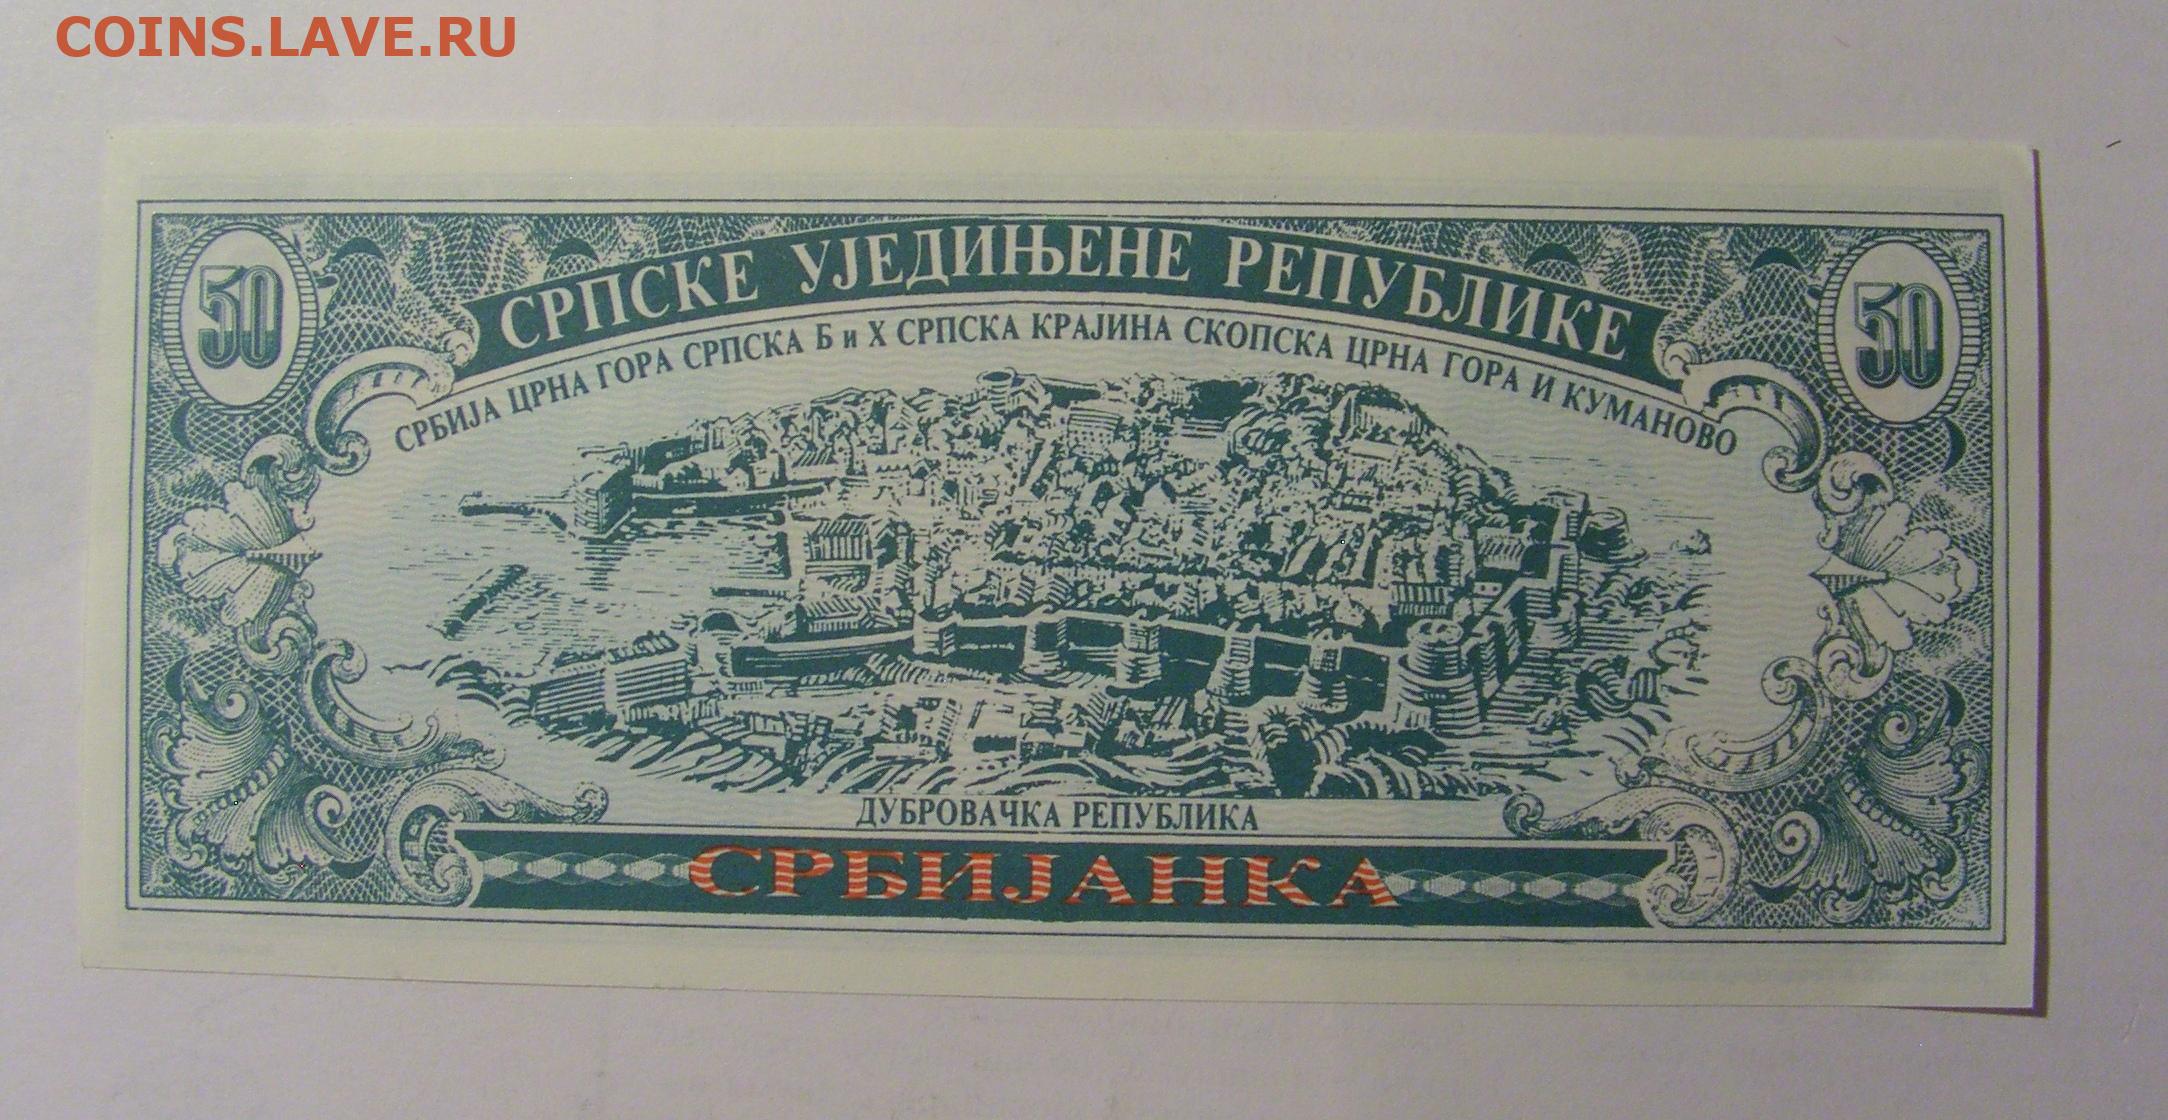 COINS.LAVE.RU
50 50
СРПСКЕ УЈЕДИЊЕНЕ РЕПУБЛИКЕ
СРБИЈА ЦРНА ГОРА СРПСКА Б и Х СРПСКА КРАЈИНА СКОПСКА ЦРНА ГОРА И КУМАНОВО
ДУБРОВАЧКА РЕПУБЛИКА
СРБИЈАНКА